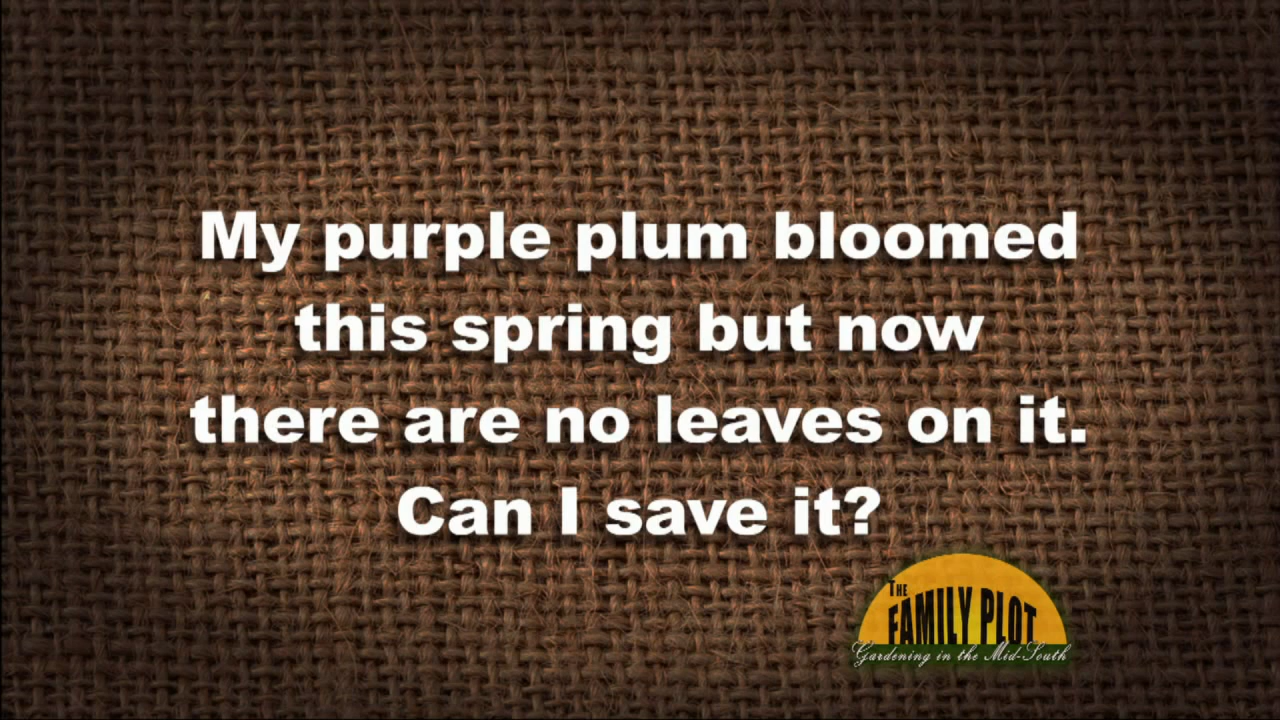 My purple plum bloomed
this spring but now
there are no leaves on it.
Can I save it?
THE
FAMILY PLOT
Gardening in the Mid-South